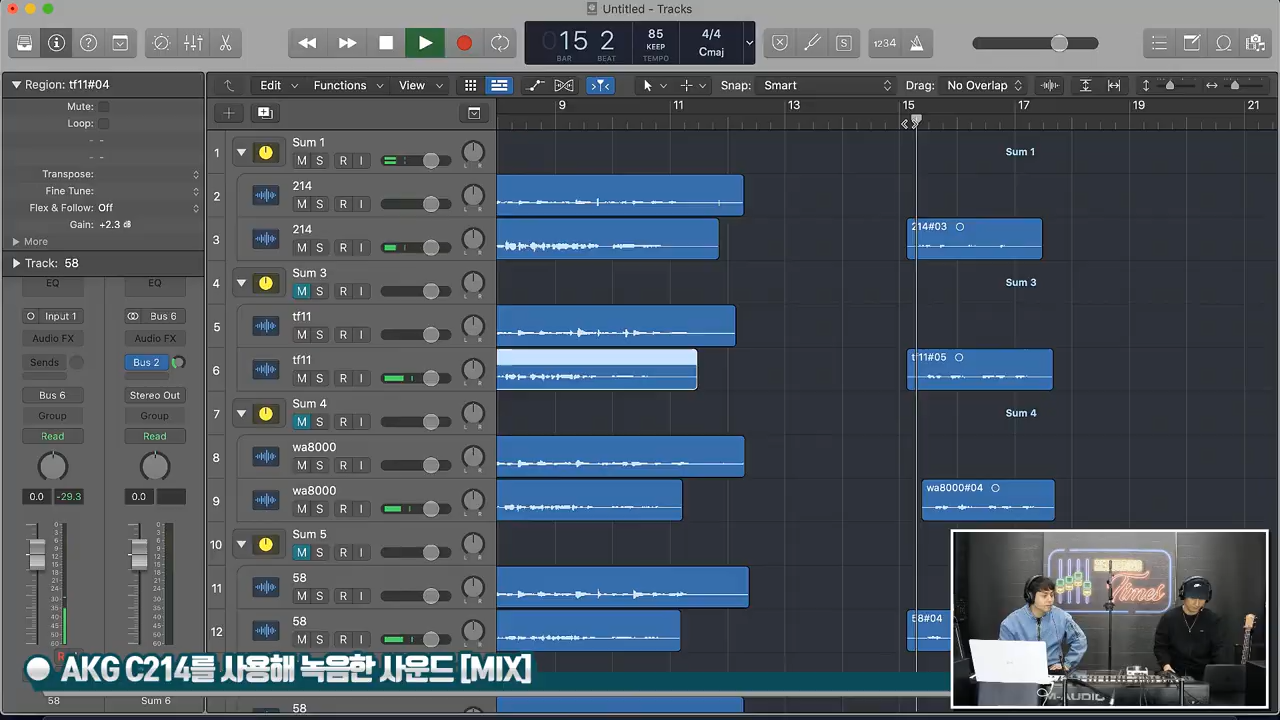 Untitled - Tracks
15 2
BAR BEAT
85
KEEP
TEMPO
4/4
Cmaj
1234
Region: tf11#04
Mute:
Loop:
Transpose:
Fine Tune:
Flex & Follow: Off
Gain: +2.3
More
Track: 58
EQ EQ
Input 1 Bus 6
Audio FX Audio FX
Sends Bus 2
Bus 6 Stereo Out
Group Group
Read Read
0.0 -29.3 0.0
58 Sum 6
Edit Functions View Snap: Smart Drag: No Overlap
9 11 13 15 17 19 21
1 Sum 1
M S R I
Sum 1
2 214
M S R I
3 214
M S R I
214#03
4 Sum 3
M S R I
Sum 3
5 tf11
M S R I
6 tf11
M S R I
tf11#05
7 Sum 4
M S R I
Sum 4
8 wa8000
M S R I
9 wa8000
M S R I
wa8000#04
10 Sum 5
M S R I
11 58
M S R I
12 58
M S R I
58#04
58
AKG C214를 사용해 녹음한 사운드 [MIX]
Times
M-AUDIO